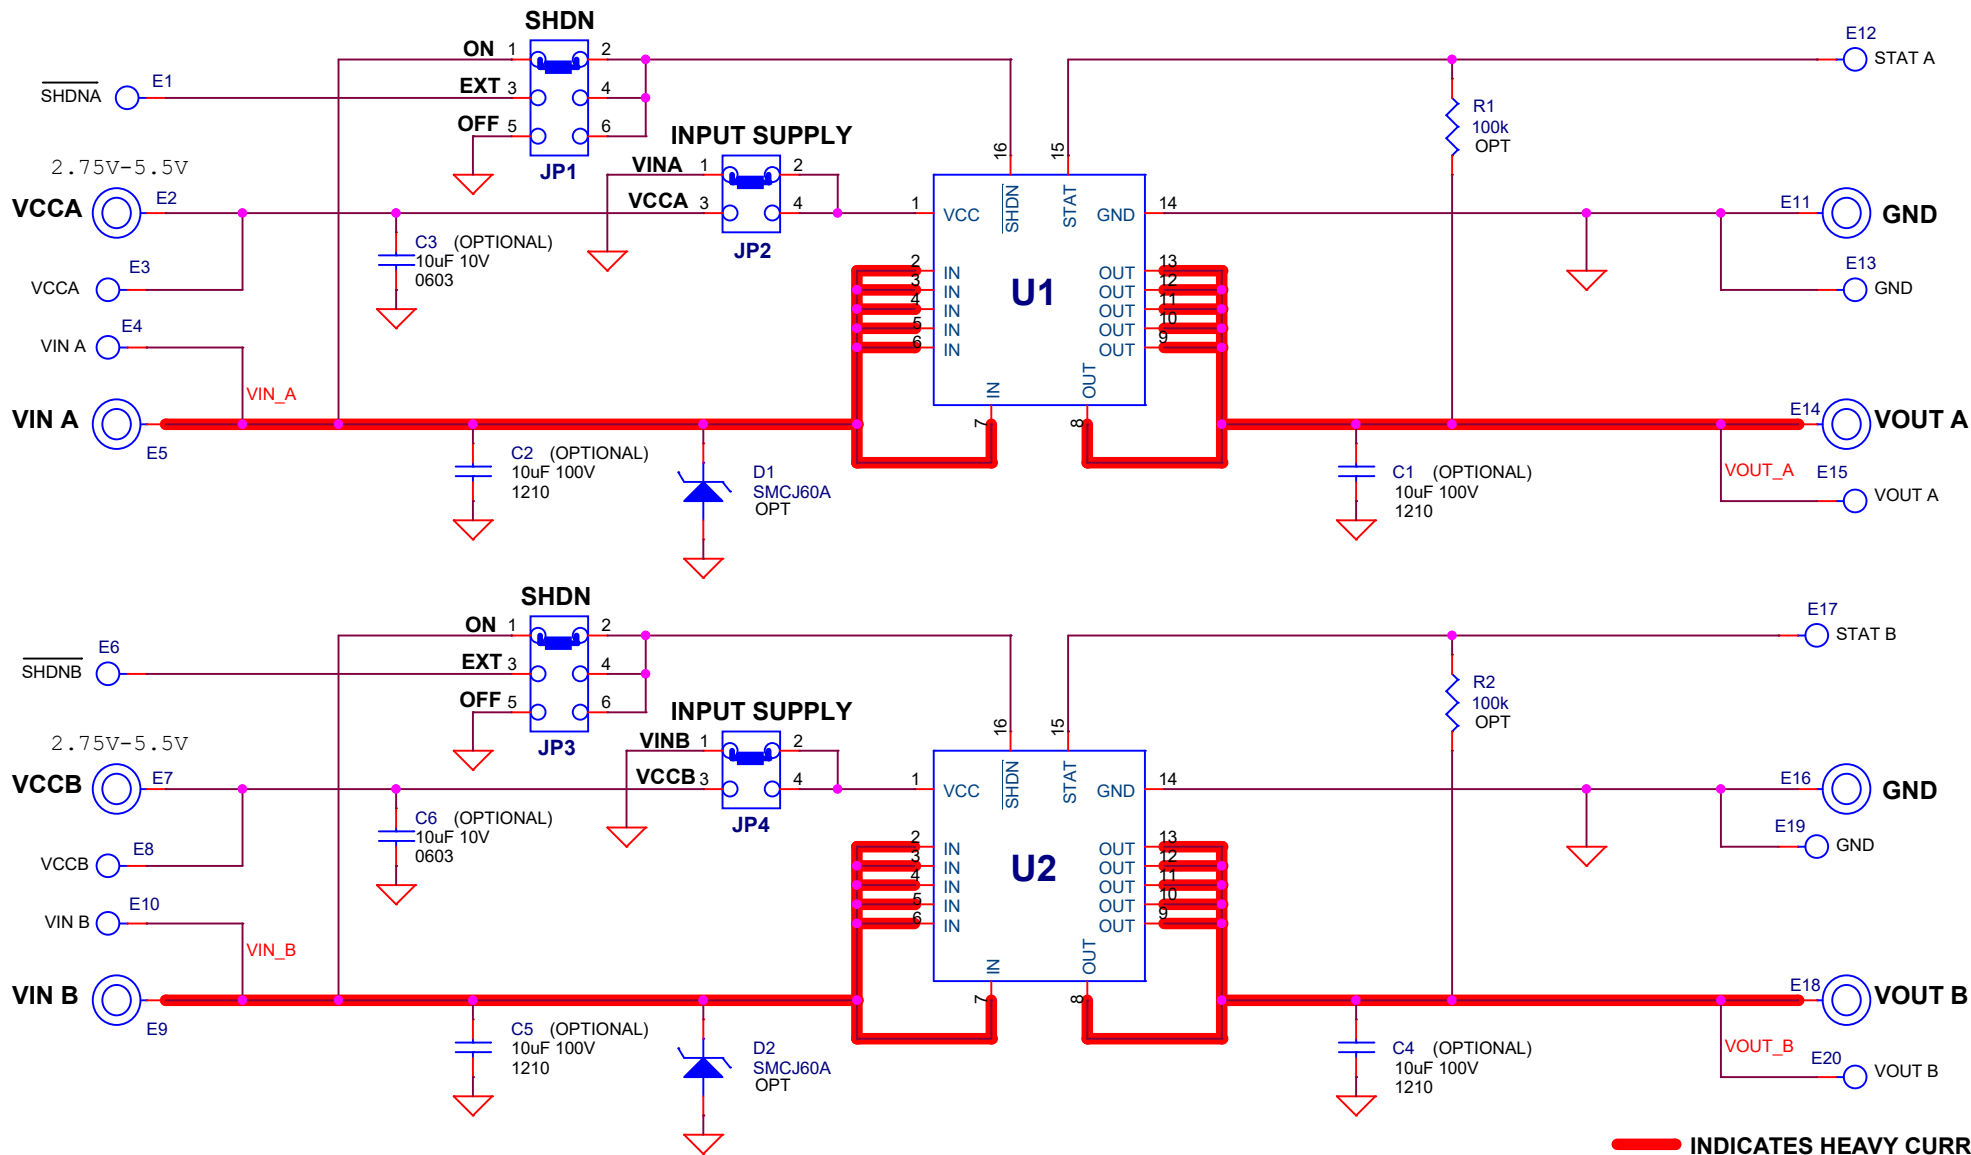 SHDN
ON 1 2
SHDNA E1
EXT 3 4
OFF 5 6
JP1
INPUT SUPPLY
VINA 1 2
VCCA 3 4
JP2
2.75V-5.5V
VCCA E2
VCCA E3
C3 (OPTIONAL)
10uF 10V
0603
VIN A E4
VIN_A
VIN A E5
C2 (OPTIONAL)
10uF 100V
1210
D1
SMCJ60A
OPT
U1
1 VCC
16 SHDN
15 STAT
GND 14
2 IN
3 IN
4 IN
5 IN
6 IN
7 IN
OUT 13
OUT 12
OUT 11
OUT 10
OUT 9
OUT 8
E12
STAT A
R1
100k
OPT
E11 GND
E13
GND
E14
VOUT A
VOUT_A
E15
VOUT A
C1 (OPTIONAL)
10uF 100V
1210
SHDN
ON 1 2
SHDNB E6
EXT 3 4
OFF 5 6
JP3
INPUT SUPPLY
VINB 1 2
VCCB 3 4
JP4
2.75V-5.5V
VCCB E7
VCCB E8
C6 (OPTIONAL)
10uF 10V
0603
VIN B E10
VIN_B
VIN B E9
C5 (OPTIONAL)
10uF 100V
1210
D2
SMCJ60A
OPT
U2
1 VCC
16 SHDN
15 STAT
GND 14
2 IN
3 IN
4 IN
5 IN
6 IN
7 IN
OUT 13
OUT 12
OUT 11
OUT 10
OUT 9
OUT 8
E17
STAT B
R2
100k
OPT
E16 GND
E19
GND
E18
VOUT B
VOUT_B
E20
VOUT B
C4 (OPTIONAL)
10uF 100V
1210
INDICATES HEAVY CURR